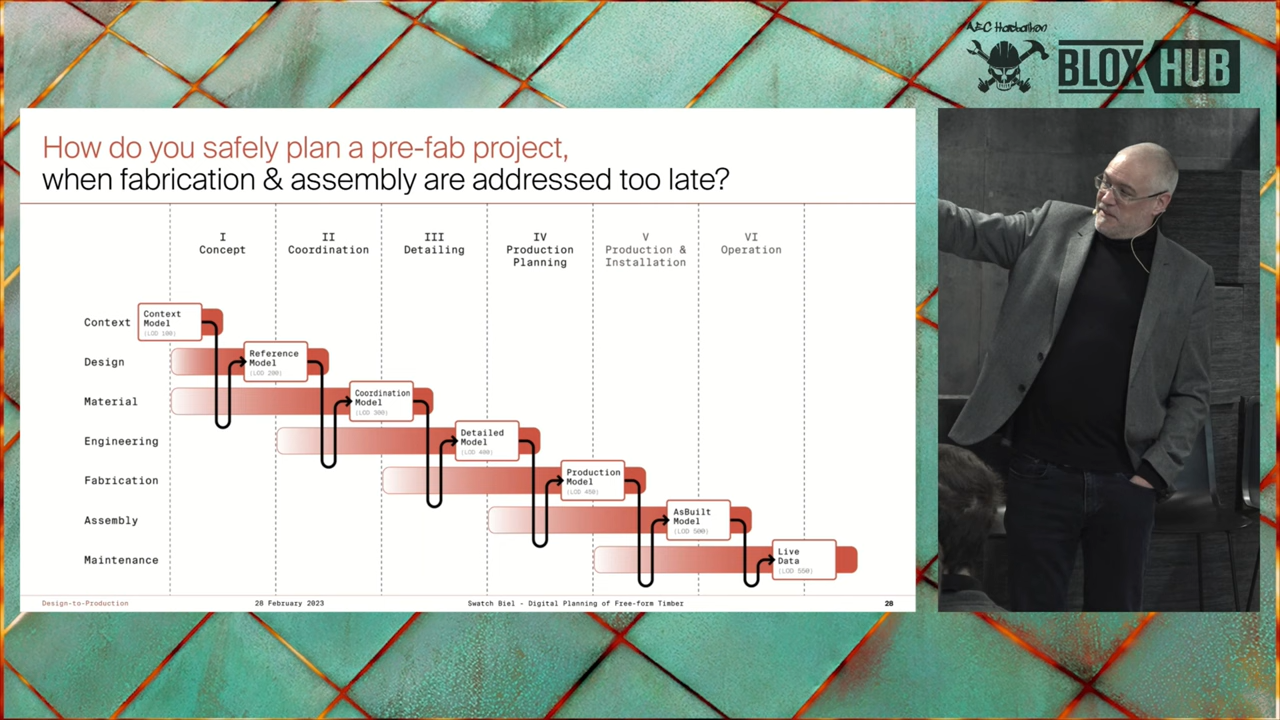 AEC Hackathon
BLOX HUB
How do you safely plan a pre-fab project,
when fabrication & assembly are addressed too late?
I
Concept
II
Coordination
III
Detailing
IV
Production
Planning
V
Production &
Installation
VI
Operation
Context
Context
Model
(LOD 100)
Design
Reference
Model
(LOD 200)
Material
Coordination
Model
(LOD 300)
Engineering
Detailed
Model
(LOD 400)
Fabrication
Production
Model
(LOD 450)
Assembly
AsBuilt
Model
(LOD 500)
Maintenance
Live
Data
(LOD 550)
Design-to-Production
28 February 2023
Swatch Biel - Digital Planning of Free-form Timber
28